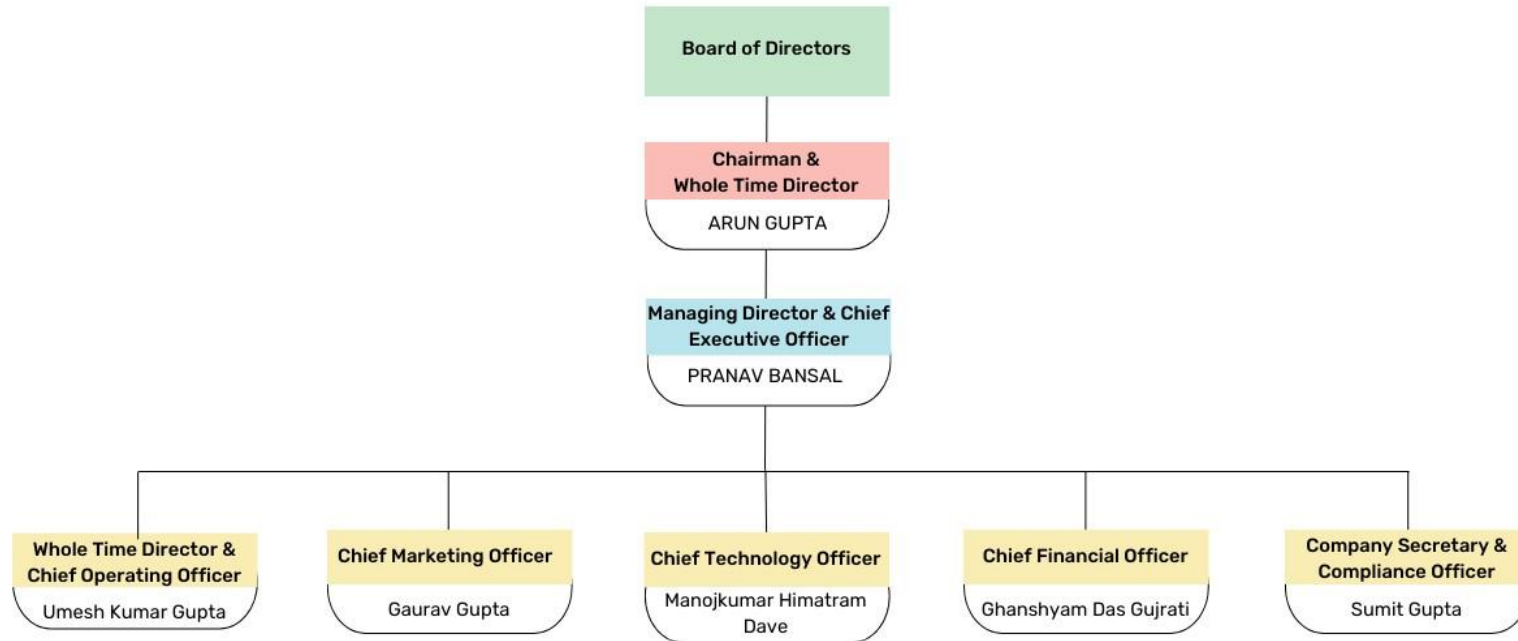 Board of Directors
Chairman &
Whole Time Director
ARUN GUPTA
Managing Director & Chief
Executive Officer
PRANAV BANSAL
Whole Time Director &
Chief Operating Officer
Umesh Kumar Gupta
Chief Marketing Officer
Gaurav Gupta
Chief Technology Officer
Manojkumar Himatram
Dave
Chief Financial Officer
Ghanshyam Das Gujrati
Company Secretary &
Compliance Officer
Sumit Gupta